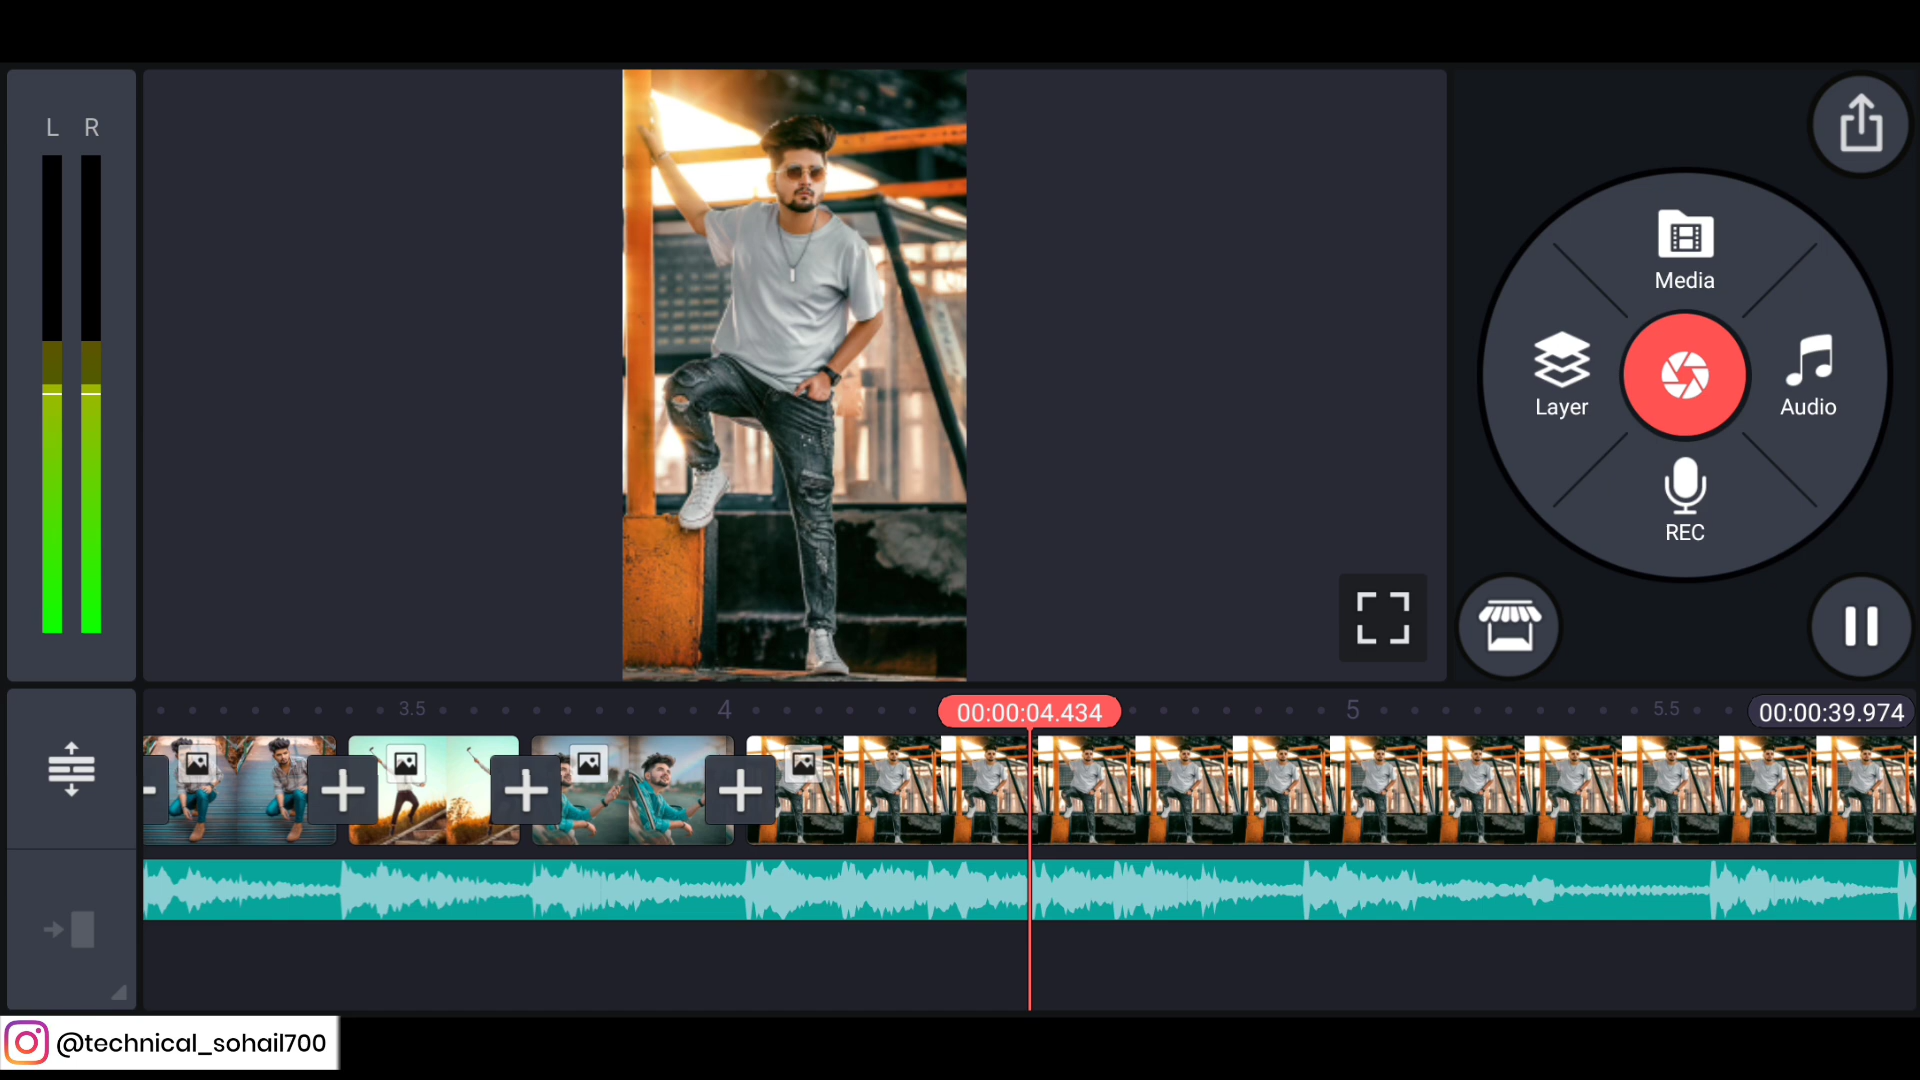 L R
Media
Layer
Audio
REC
3.5 4 00:00:04.434 5 5.5 00:00:39.974
@technical_sohail700